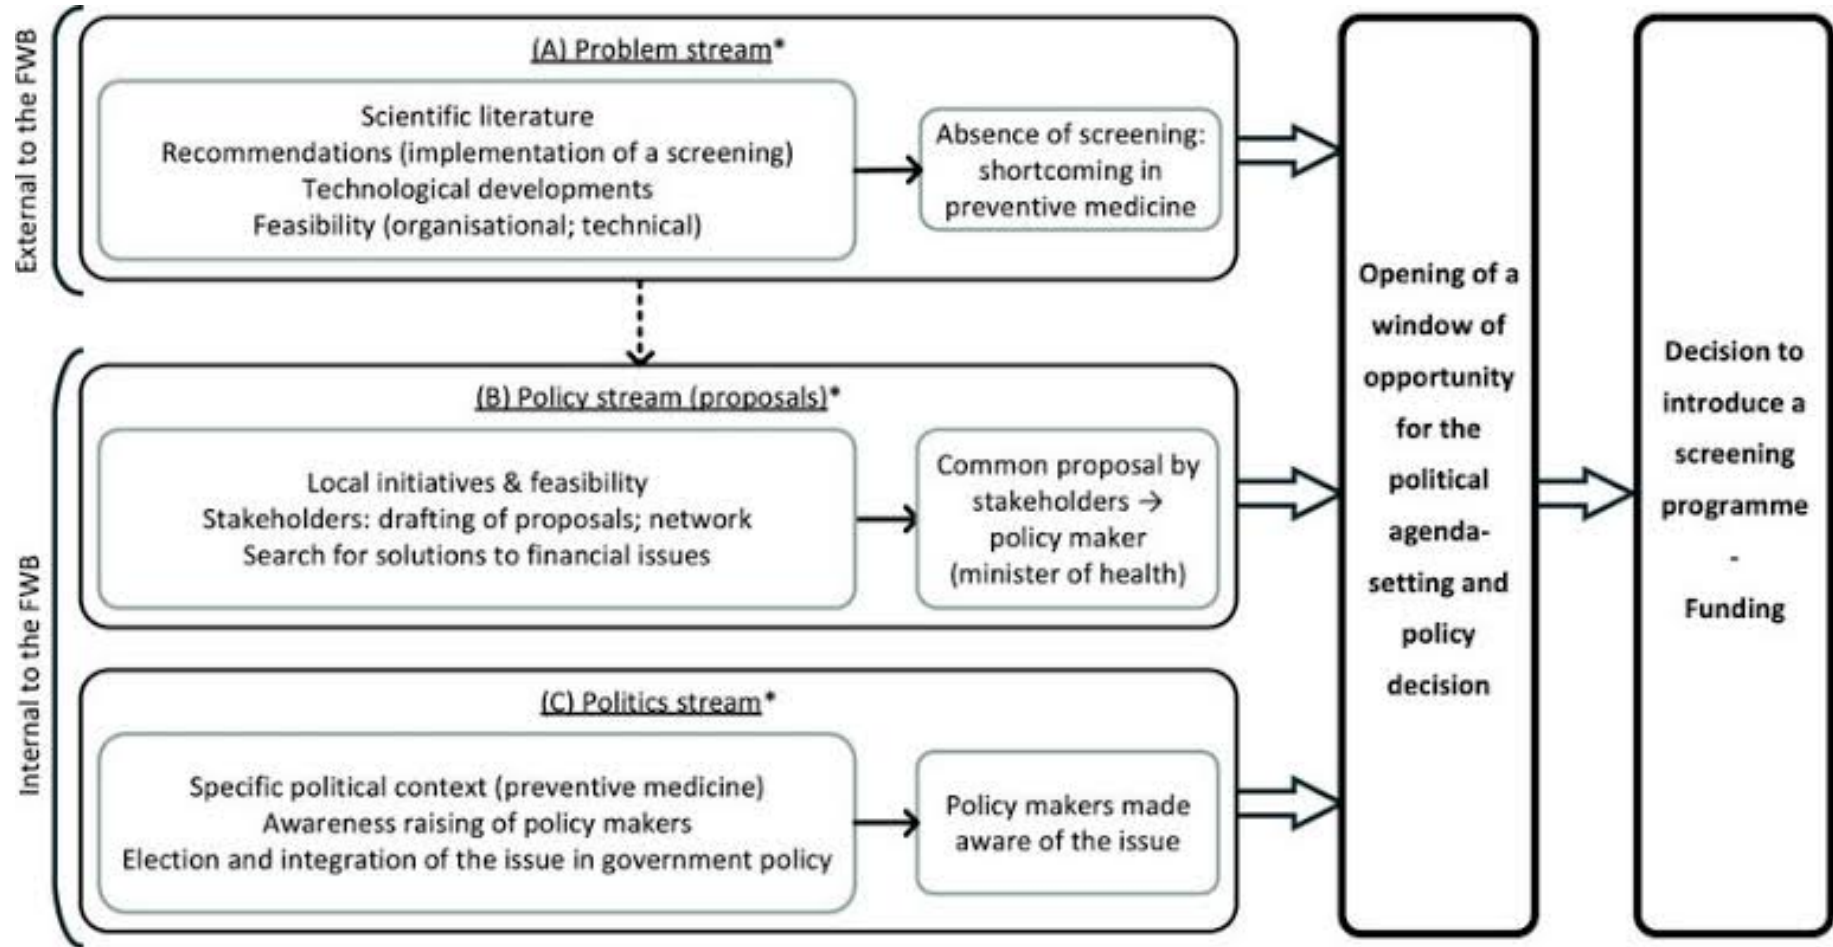 External to the FWB
(A) Problem stream*
Scientific literature
Recommendations (implementation of a screening)
Technological developments
Feasibility (organisational; technical)
Absence of screening:
shortcoming in
preventive medicine
Internal to the FWB
(B) Policy stream (proposals)*
Local initiatives & feasibility
Stakeholders: drafting of proposals; network
Search for solutions to financial issues
Common proposal by
stakeholders →
policy maker
(minister of health)
(C) Politics stream*
Specific political context (preventive medicine)
Awareness raising of policy makers
Election and integration of the issue in government policy
Policy makers made
aware of the issue
Opening of a
window of
opportunity
for the
political
agenda-
setting and
policy
decision
Decision to
introduce a
screening
programme
-
Funding